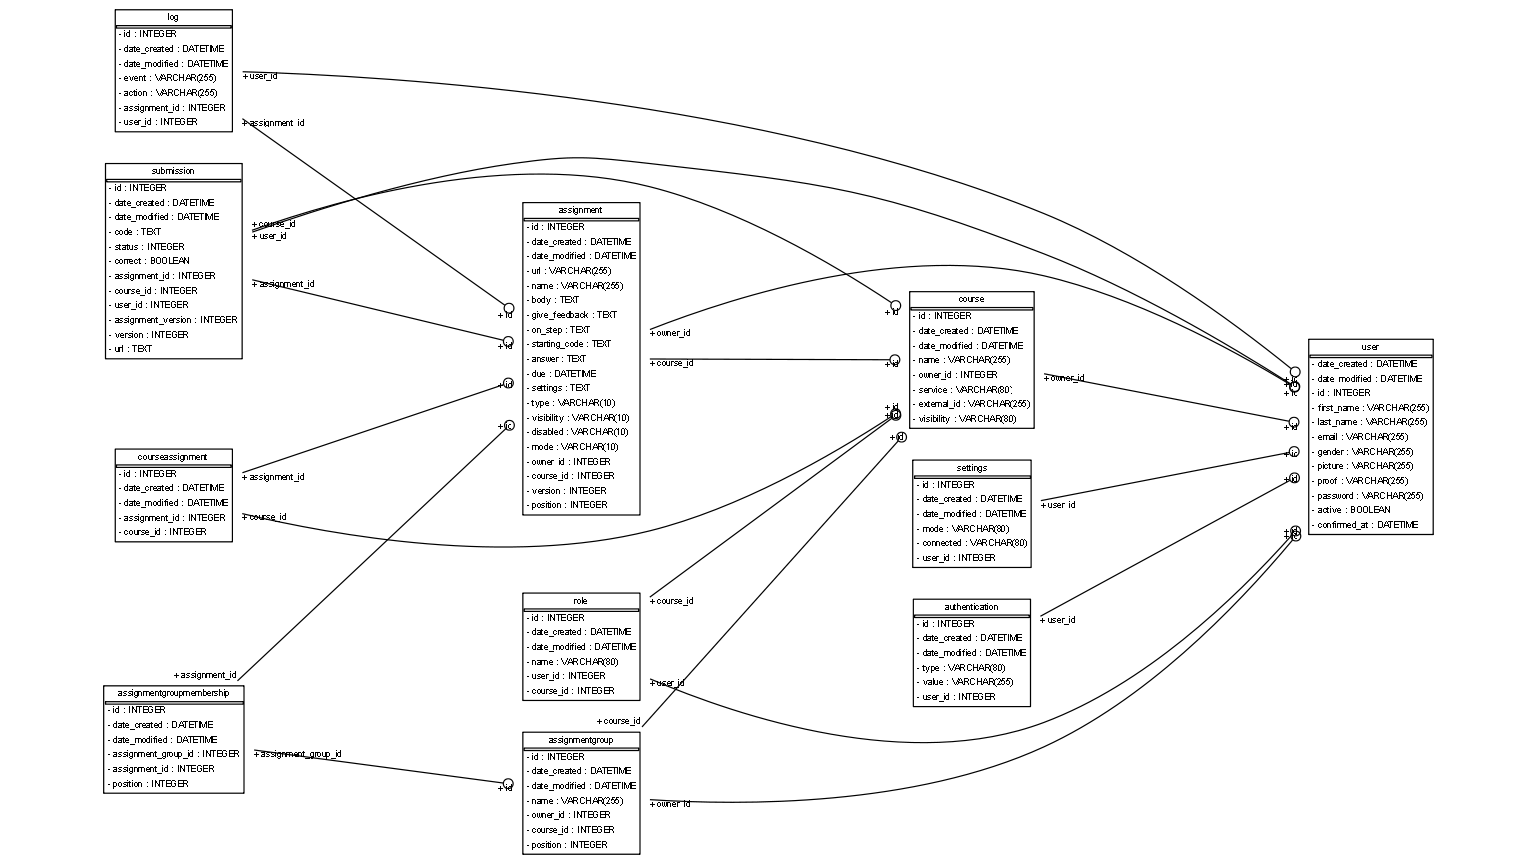 log
- id : INTEGER
- date_created : DATETIME
- date_modified : DATETIME
- event : VARCHAR(255)
- action : VARCHAR(255)
- assignment_id : INTEGER
- user_id : INTEGER
+ user_id
+ assignment_id
submission
- id : INTEGER
- date_created : DATETIME
- date_modified : DATETIME
- code : TEXT
- status : INTEGER
- correct : BOOLEAN
- assignment_id : INTEGER
- course_id : INTEGER
- user_id : INTEGER
- assignment_version : INTEGER
- version : INTEGER
- url : TEXT
+ course_id
+ user_id
+ assignment_id
courseassignment
- id : INTEGER
- date_created : DATETIME
- date_modified : DATETIME
- assignment_id : INTEGER
- course_id : INTEGER
+ assignment_id
+ course_id
+ assignment_id
assignmentgroupmembership
- id : INTEGER
- date_created : DATETIME
- date_modified : DATETIME
- assignment_group_id : INTEGER
- assignment_id : INTEGER
- position : INTEGER
+ assignment_group_id
assignment
- id : INTEGER
- date_created : DATETIME
- date_modified : DATETIME
- url : VARCHAR(255)
- name : VARCHAR(255)
- body : TEXT
- give_feedback : TEXT
- on_step : TEXT
- starting_code : TEXT
- answer : TEXT
- due : DATETIME
- settings : TEXT
- type : VARCHAR(10)
- visibility : VARCHAR(10)
- disabled : VARCHAR(10)
- mode : VARCHAR(10)
- owner_id : INTEGER
- course_id : INTEGER
- version : INTEGER
- position : INTEGER
+ id
+ id
+ id
+ id
+ owner_id
+ course_id
role
- id : INTEGER
- date_created : DATETIME
- date_modified : DATETIME
- name : VARCHAR(80)
- user_id : INTEGER
- course_id : INTEGER
+ course_id
+ user_id
+ course_id
assignmentgroup
- id : INTEGER
- date_created : DATETIME
- date_modified : DATETIME
- name : VARCHAR(255)
- owner_id : INTEGER
- course_id : INTEGER
- position : INTEGER
+ id
+ owner_id
course
- id : INTEGER
- date_created : DATETIME
- date_modified : DATETIME
- name : VARCHAR(255)
- owner_id : INTEGER
- service : VARCHAR(80)
- external_id : VARCHAR(255)
- visibility : VARCHAR(80)
+ id
+ id
+ id
+ id
+ id
+ owner_id
settings
- id : INTEGER
- date_created : DATETIME
- date_modified : DATETIME
- mode : VARCHAR(80)
- connected : VARCHAR(80)
- user_id : INTEGER
+ user_id
authentication
- id : INTEGER
- date_created : DATETIME
- date_modified : DATETIME
- type : VARCHAR(80)
- value : VARCHAR(255)
- user_id : INTEGER
+ user_id
user
- date_created : DATETIME
- date_modified : DATETIME
- id : INTEGER
- first_name : VARCHAR(255)
- last_name : VARCHAR(255)
- email : VARCHAR(255)
- gender : VARCHAR(255)
- picture : VARCHAR(255)
- proof : VARCHAR(255)
- password : VARCHAR(255)
- active : BOOLEAN
- confirmed_at : DATETIME
+ id
+ id
+ id
+ id
+ id
+ id
+ id
+ id